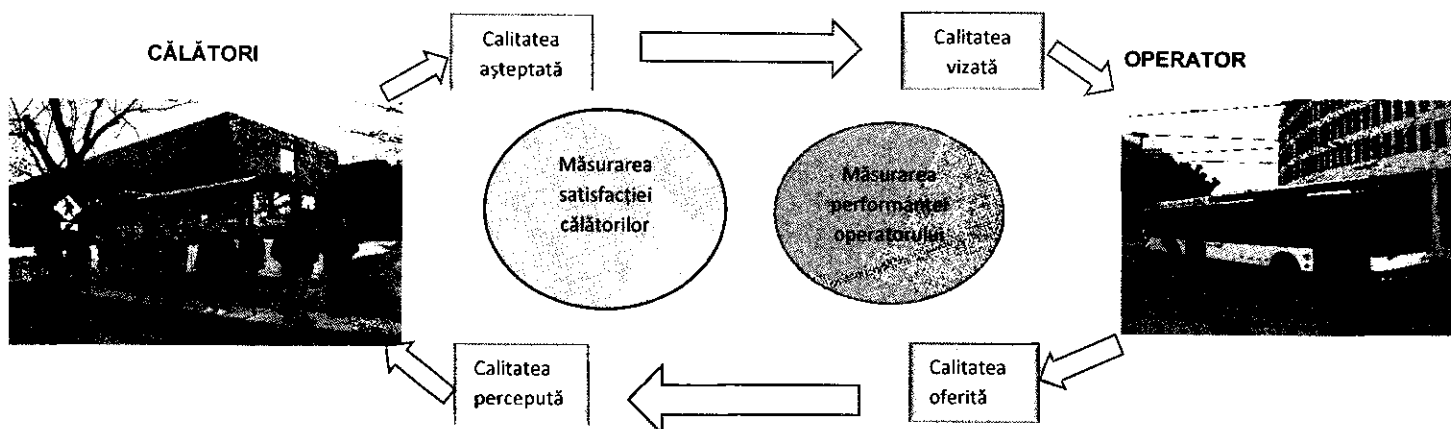 CĂLĂTORI
Calitatea
așteptată
Calitatea
vizată
OPERATOR
Măsurarea
satisfacției
călătorilor
Măsurarea
performanței
operatorului
Calitatea
percepută
Calitatea
oferită